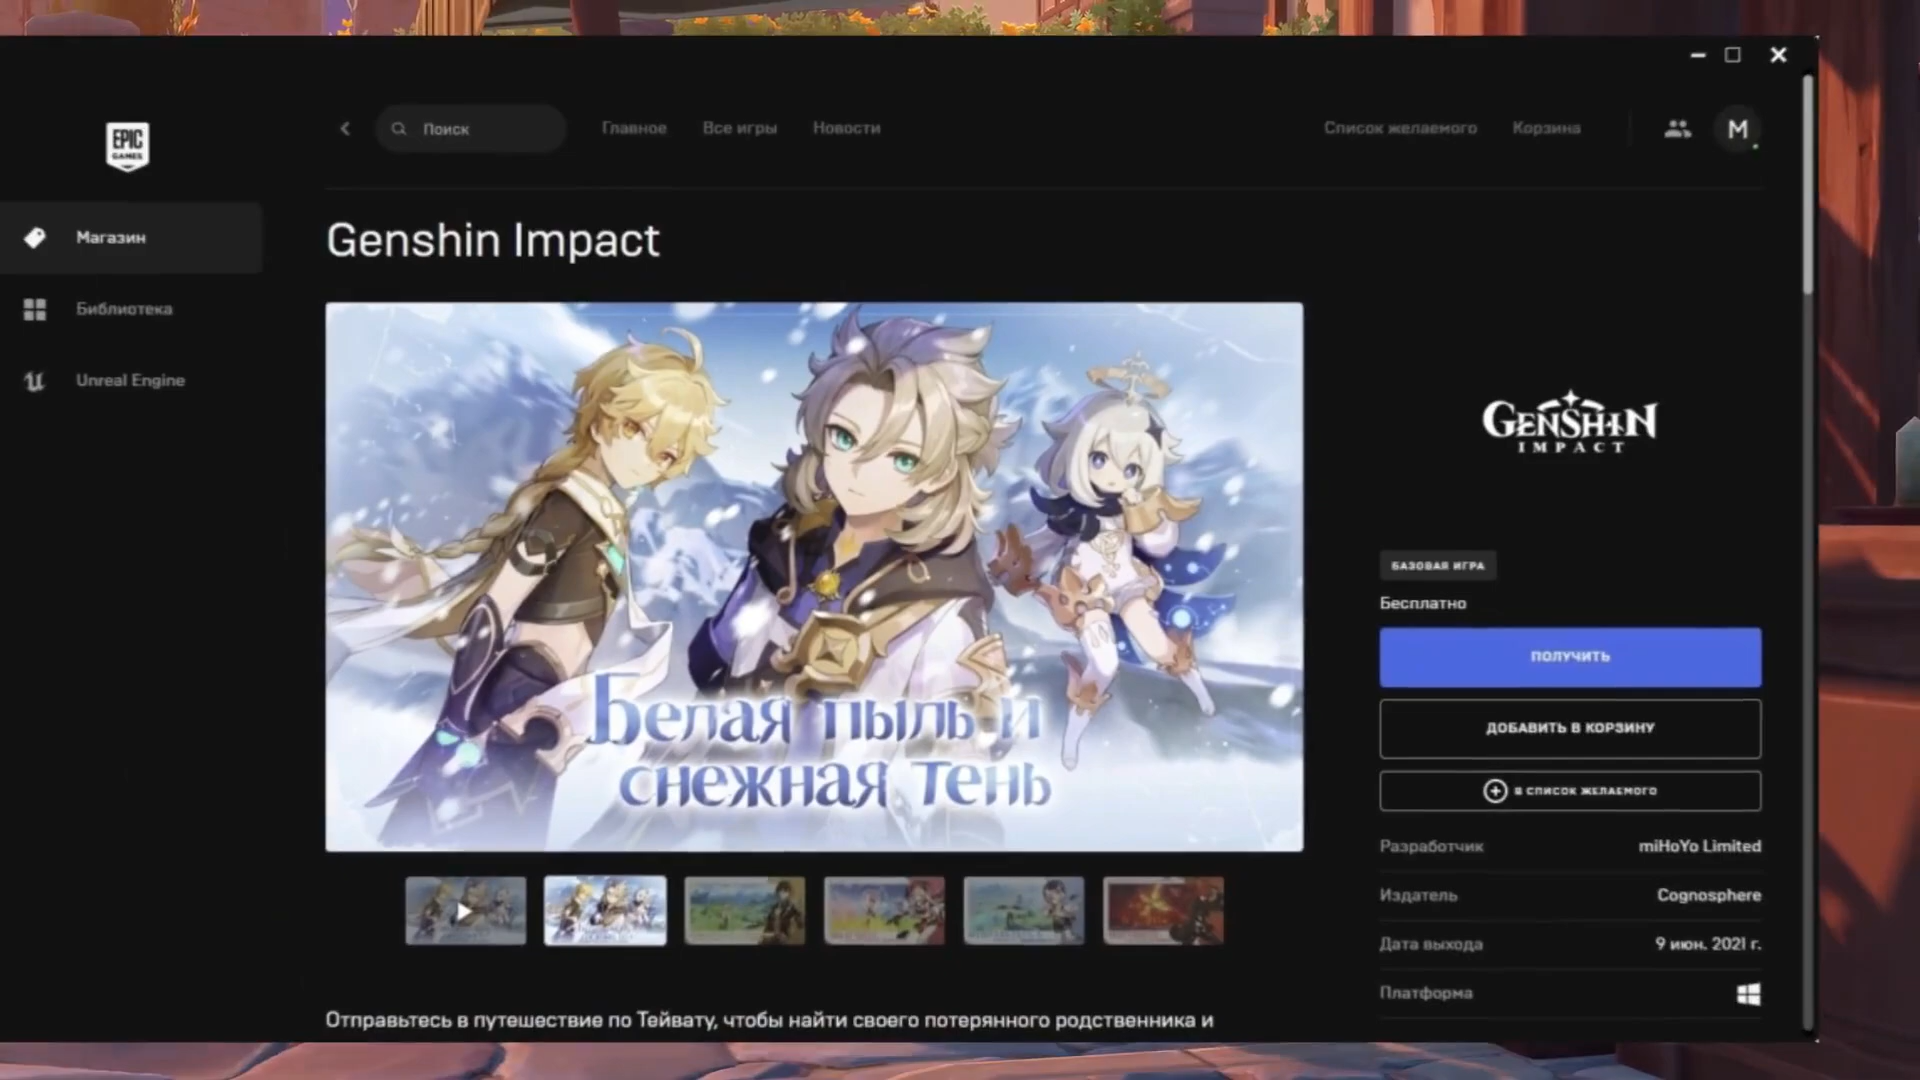 EPIC
GAMES
Поиск
Главное
Все игры
Новости
Список желаемого
Корзина
M
Магазин
Библиотека
Unreal Engine
Genshin Impact
Белая пыль и
снежная тень
GENSHIN
IMPACT
БАЗОВАЯ ИГРА
Бесплатно
ПОЛУЧИТЬ
ДОБАВИТЬ В КОРЗИНУ
В СПИСОК ЖЕЛАЕМОГО
Разработчик miHoYo Limited
Издатель Cognosphere
Дата выхода 9 июн. 2021 г.
Платформа
Отправьтесь в путешествие по Тейвату, чтобы найти своего потерянного родственника и